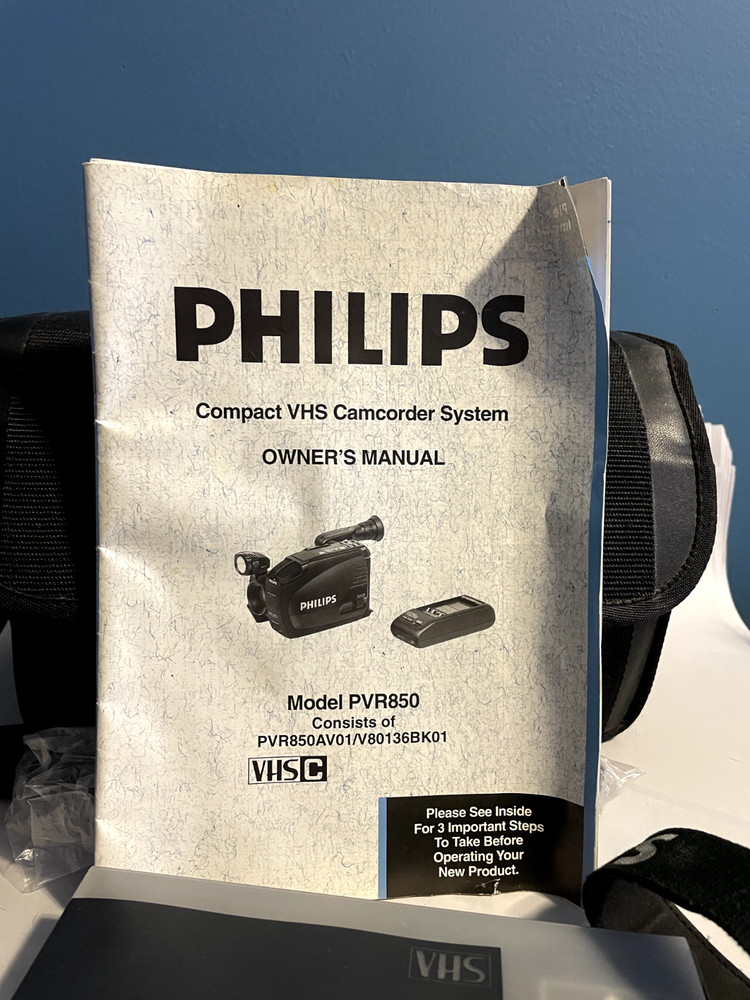 PHILIPS
Compact VHS Camcorder System
OWNER'S MANUAL
PHILIPS
Model PVR850
Consists of
PVR850AV01/V80136BK01
VHS C
Please See Inside
For 3 Important Steps
To Take Before
Operating Your
New Product.
VHS